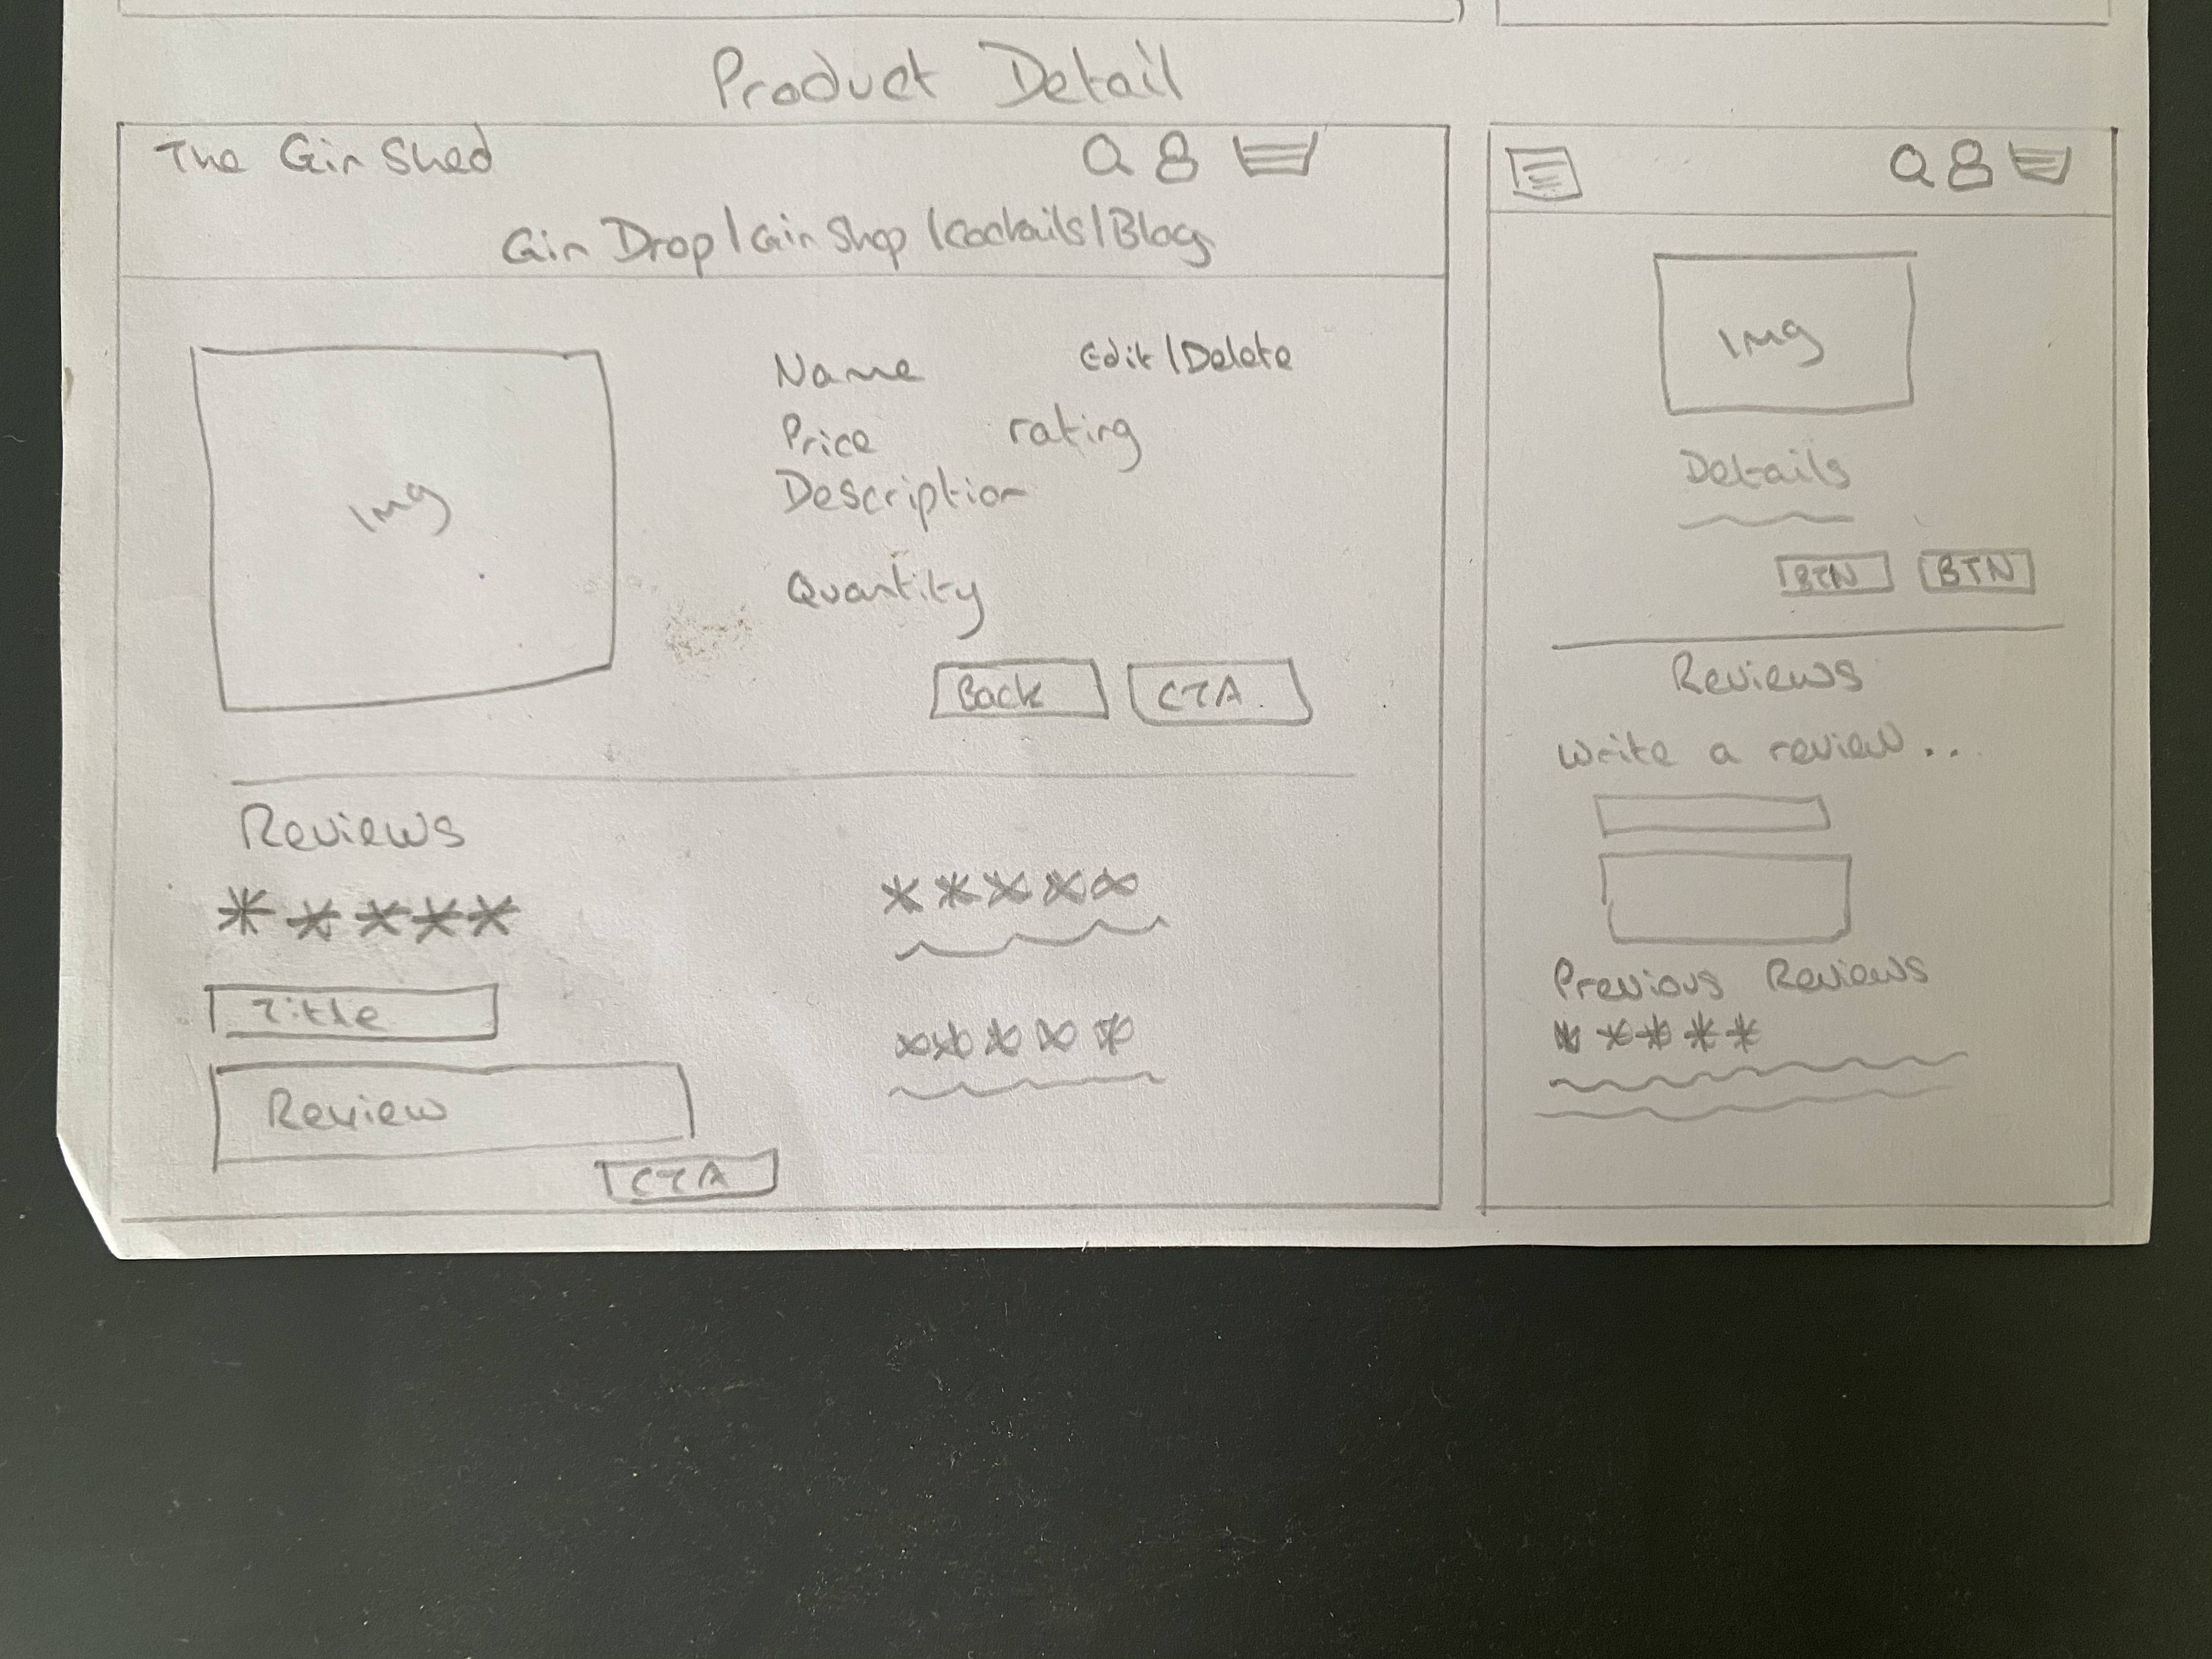 Product Detail
The Gin Shed
Gin Drop | Gin Shop | Cocktails | Blog
Img
Name Edit | Delete
Price rating
Description
Quantity
Back CTA
Reviews
Title
Review
CTA
Img
Details
BTN BTN
Reviews
Write a review...
Previous Reviews